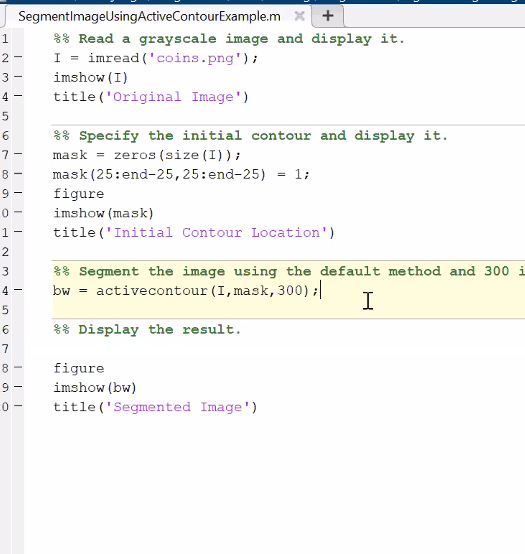 SegmentImageUsingActiveContourExample.m × +
1 %% Read a grayscale image and display it.
2 – I = imread('coins.png');
3 – imshow(I)
4 – title('Original Image')
5
6 %% Specify the initial contour and display it.
7 – mask = zeros(size(I));
8 – mask(25:end-25,25:end-25) = 1;
9 – figure
0 – imshow(mask)
1 – title('Initial Contour Location')
2
3 %% Segment the image using the default method and 300 i
4 – bw = activecontour(I,mask,300);
5
6 %% Display the result.
7
8 – figure
9 – imshow(bw)
0 – title('Segmented Image')